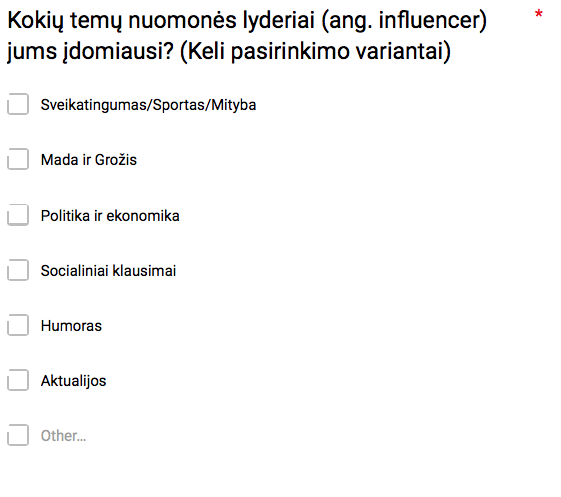 Kokių temų nuomonės lyderiai (ang. influencer) *
jums įdomiausi? (Keli pasirinkimo variantai)
Sveikatingumas/Sportas/Mityba
Mada ir Grožis
Politika ir ekonomika
Socialiniai klausimai
Humoras
Aktualijos
Other...